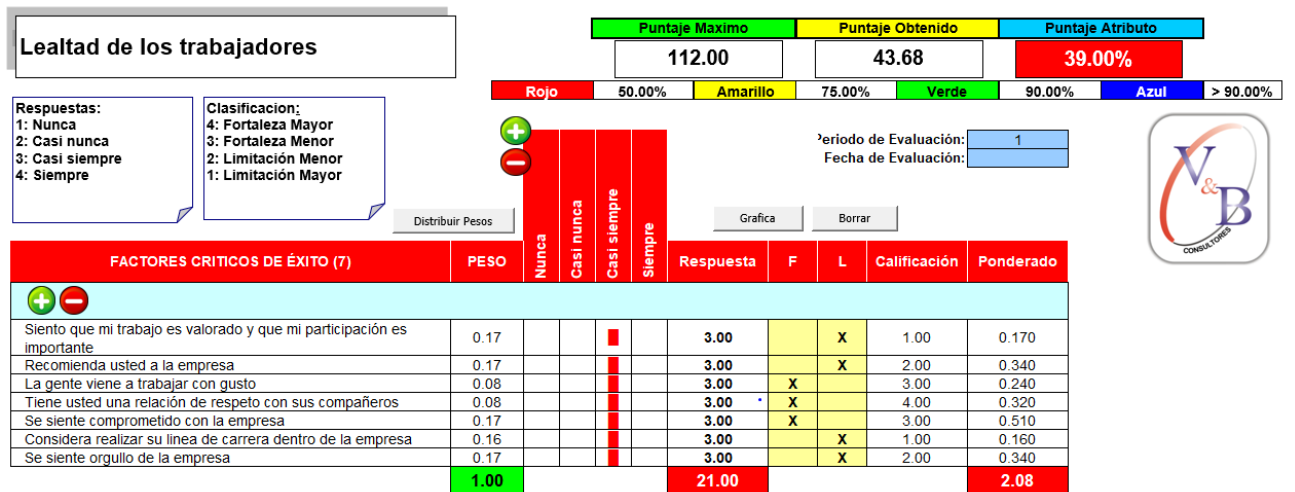 Lealtad de los trabajadores
Puntaje Maximo Puntaje Obtenido Puntaje Atributo
112.00 43.68 39.00%
Rojo 50.00% Amarillo 75.00% Verde 90.00% Azul > 90.00%
Respuestas:
1: Nunca
2: Casi nunca
3: Casi siempre
4: Siempre
Clasificacion:
4: Fortaleza Mayor
3: Fortaleza Menor
2: Limitación Menor
1: Limitación Mayor
Periodo de Evaluación: 1
Fecha de Evaluación:
V&B
CONSULTORES
Distribuir Pesos
Grafica
Borrar
FACTORES CRITICOS DE ÉXITO (7) PESO Nunca Casi nunca Casi siempre Siempre Respuesta F L Calificación Ponderado
Siento que mi trabajo es valorado y que mi participación es
importante 0.17 3.00 X 1.00 0.170
Recomienda usted a la empresa 0.17 3.00 X 2.00 0.340
La gente viene a trabajar con gusto 0.08 3.00 X 3.00 0.240
Tiene usted una relación de respeto con sus compañeros 0.08 3.00 X 4.00 0.320
Se siente comprometido con la empresa 0.17 3.00 X 3.00 0.510
Considera realizar su linea de carrera dentro de la empresa 0.16 3.00 X 1.00 0.160
Se siente orgullo de la empresa 0.17 3.00 X 2.00 0.340
1.00 21.00 2.08